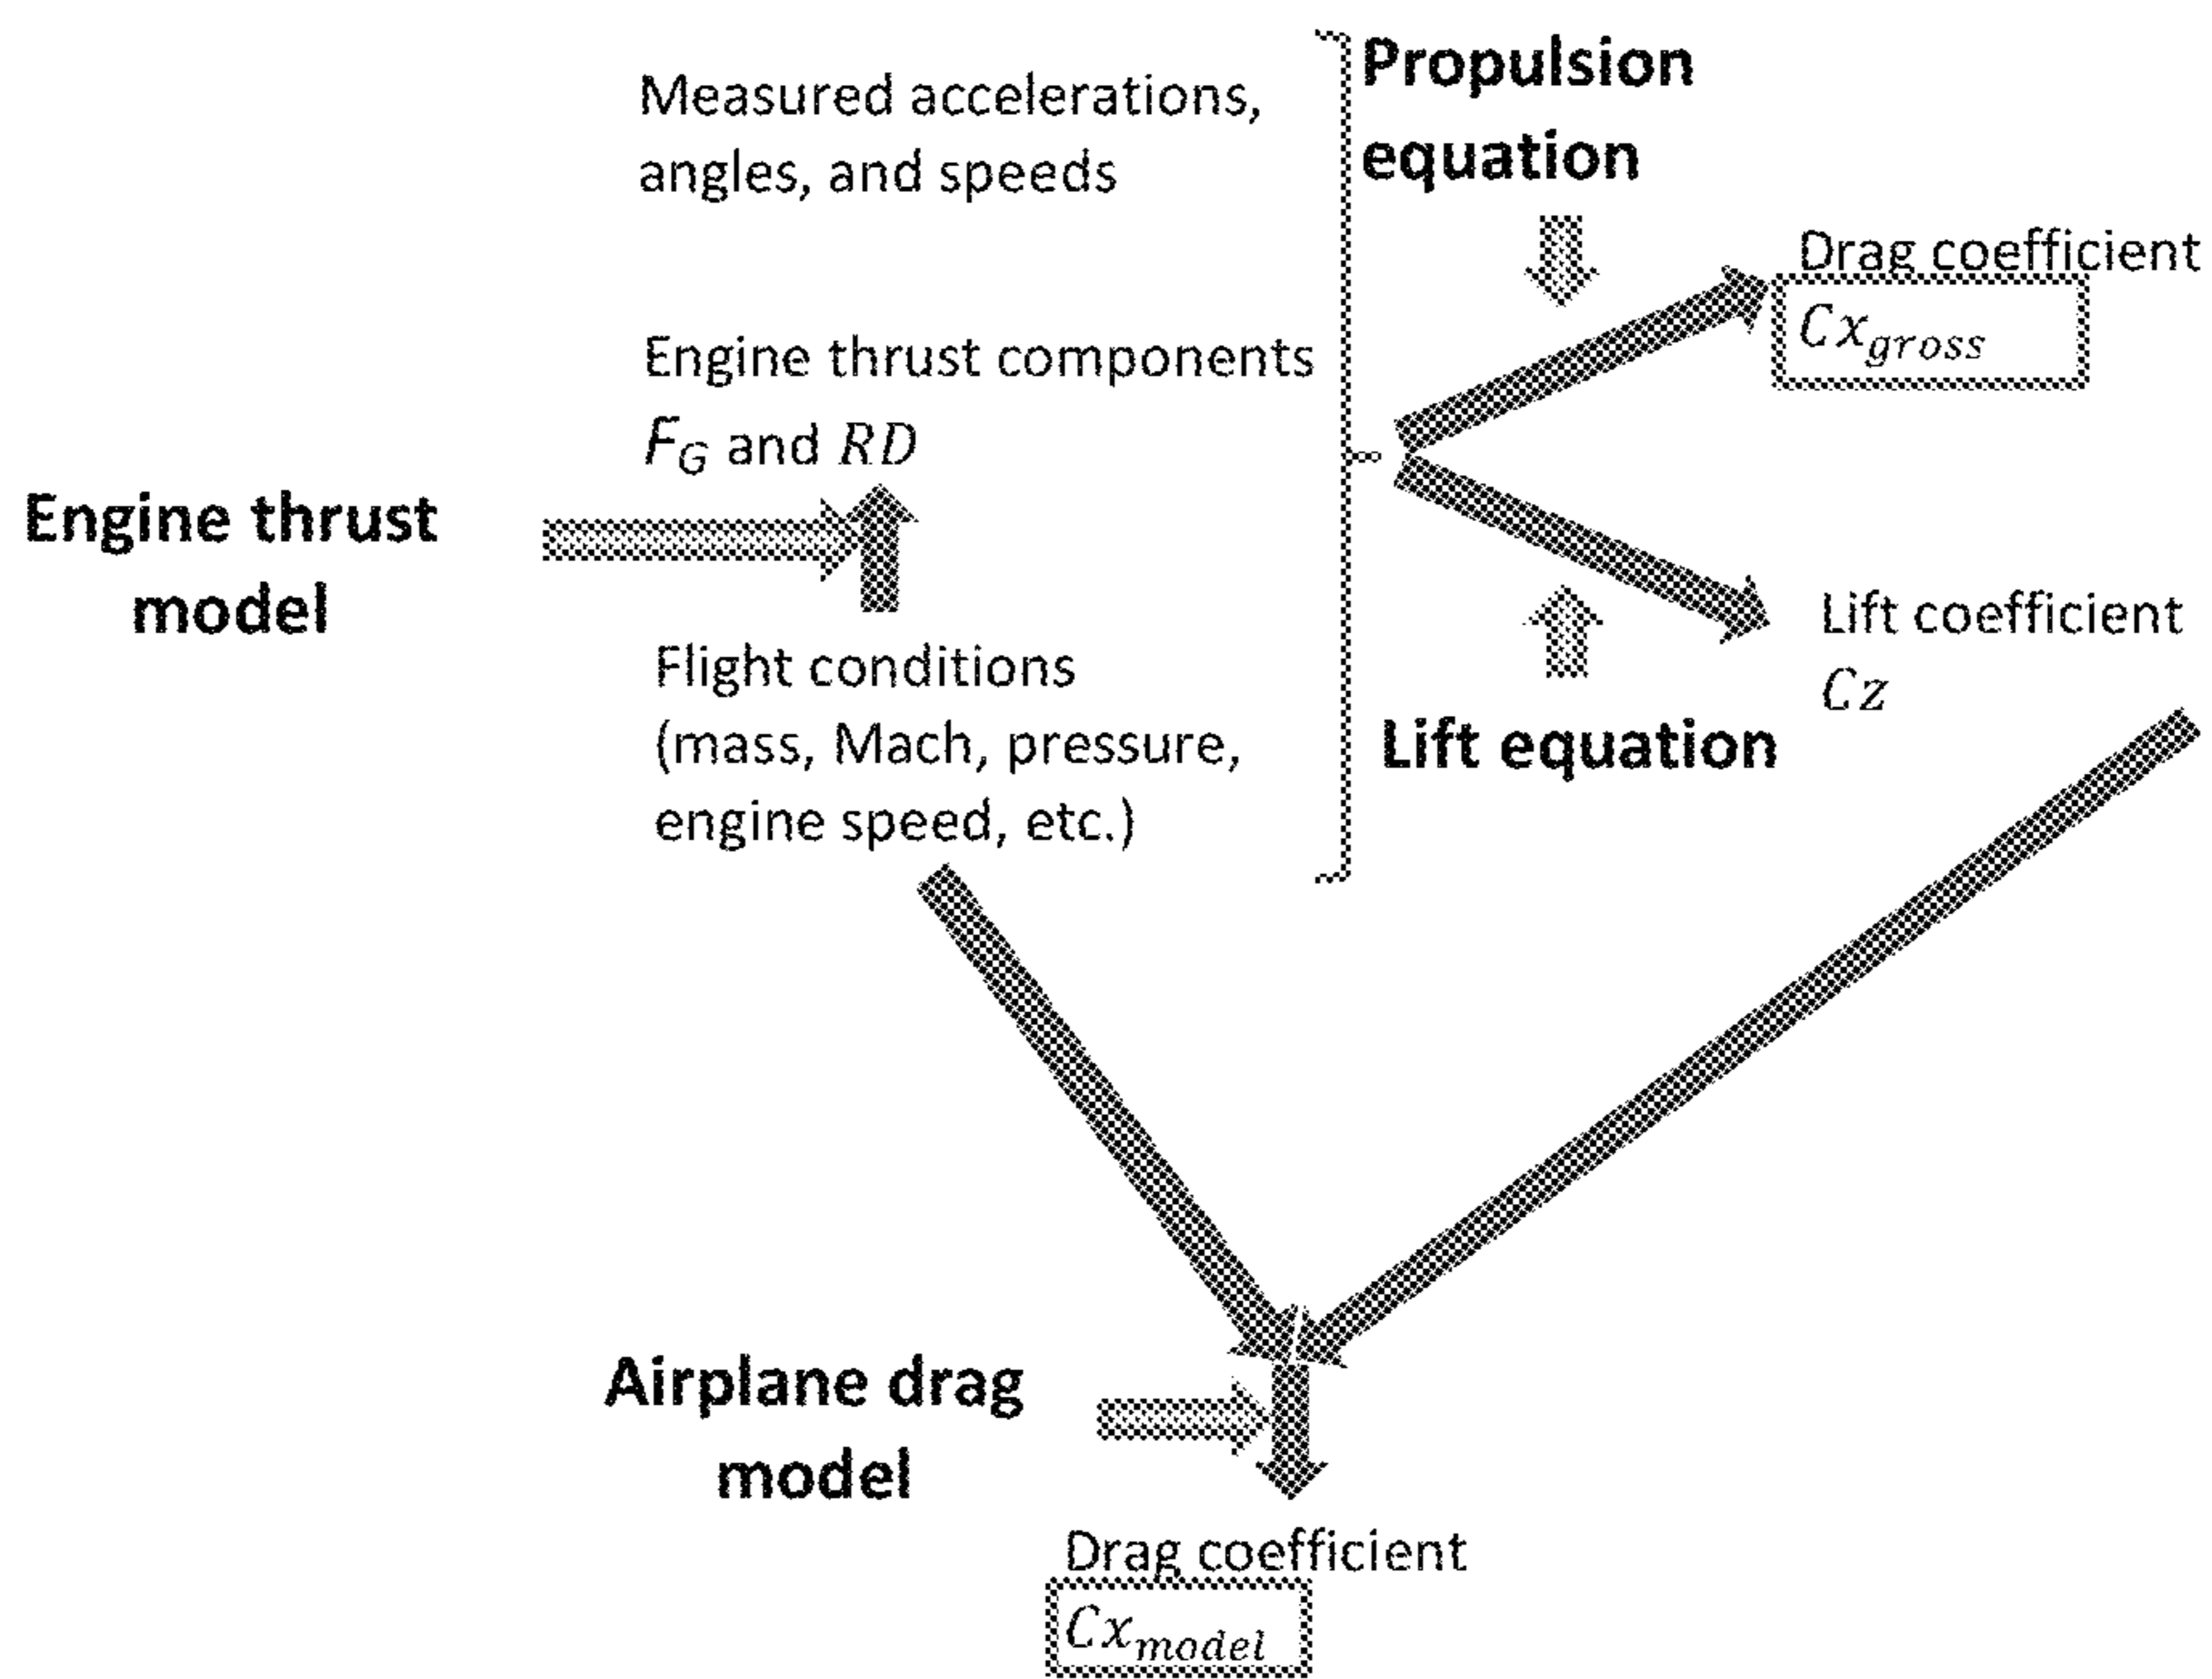 Propulsion
equation
Measured accelerations,
angles, and speeds
Drag coefficient
Cx_gross
Engine thrust components
F_G and RD
Engine thrust
model
Lift coefficient
Cz
Flight conditions
(mass, Mach, pressure,
engine speed, etc.)
Lift equation
Airplane drag
model
Drag coefficient
Cx_model